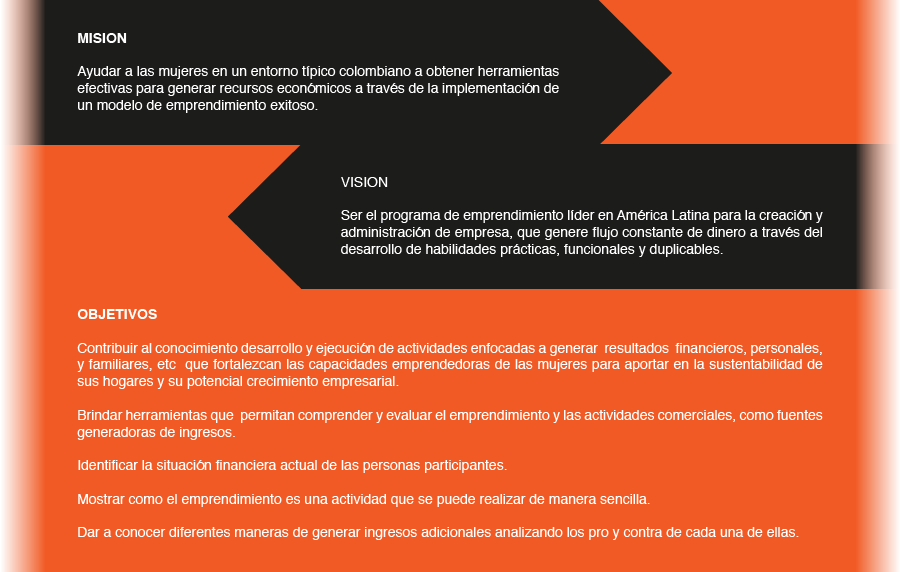 MISION
Ayudar a las mujeres en un entorno típico colombiano a obtener herramientas
efectivas para generar recursos económicos a través de la implementación de
un modelo de emprendimiento exitoso.
VISION
Ser el programa de emprendimiento líder en América Latina para la creación y
administración de empresa, que genere flujo constante de dinero a través del
desarrollo de habilidades prácticas, funcionales y duplicables.
OBJETIVOS
Contribuir al conocimiento desarrollo y ejecución de actividades enfocadas a generar  resultados  financieros, personales,
y familiares, etc  que fortalezcan las capacidades emprendedoras de las mujeres para aportar en la sustentabilidad de
sus hogares y su potencial crecimiento empresarial.
Brindar herramientas que  permitan comprender y evaluar el emprendimiento y las actividades comerciales, como fuentes
generadoras de ingresos.
Identificar la situación financiera actual de las personas participantes.
Mostrar como el emprendimiento es una actividad que se puede realizar de manera sencilla.
Dar a conocer diferentes maneras de generar ingresos adicionales analizando los pro y contra de cada una de ellas.